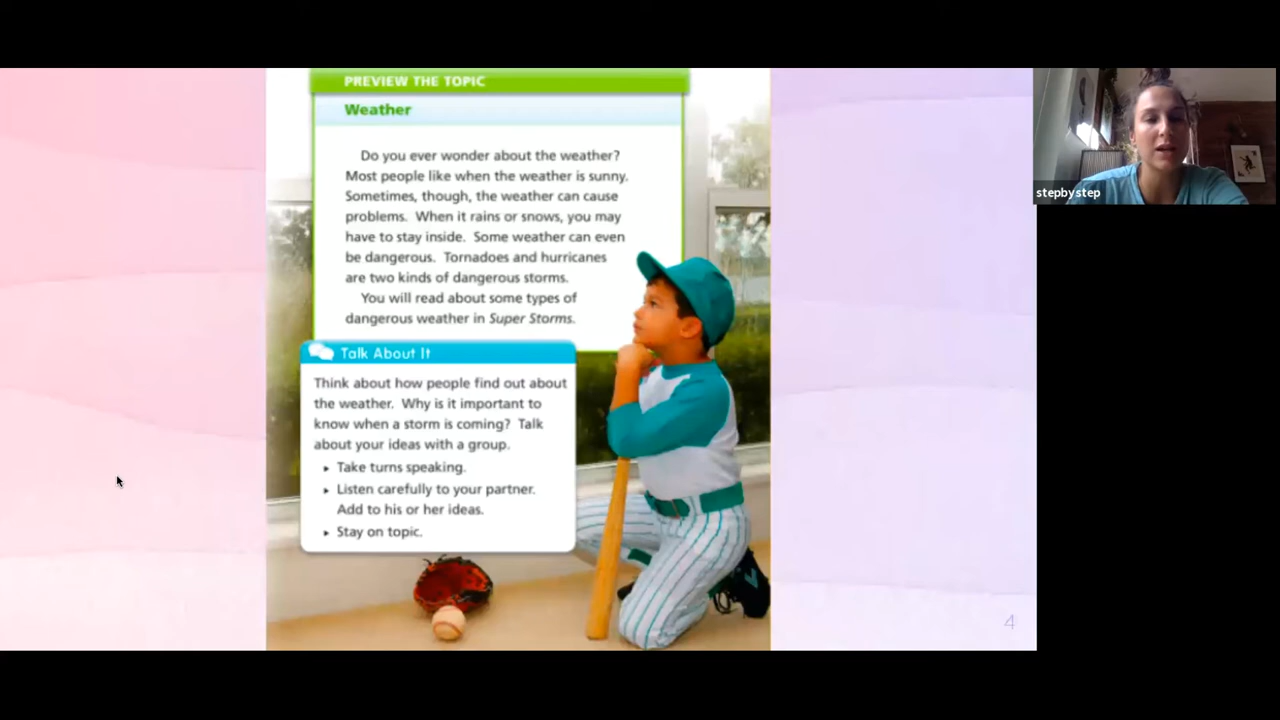 PREVIEW THE TOPIC
Weather
Do you ever wonder about the weather?
Most people like when the weather is sunny.
Sometimes, though, the weather can cause
problems. When it rains or snows, you may
have to stay inside. Some weather can even
be dangerous. Tornadoes and hurricanes
are two kinds of dangerous storms.
You will read about some types of
dangerous weather in Super Storms.
Talk About It
Think about how people find out about
the weather. Why is it important to
know when a storm is coming? Talk
about your ideas with a group.
▸ Take turns speaking.
▸ Listen carefully to your partner.
Add to his or her ideas.
▸ Stay on topic.
4
stepbystep